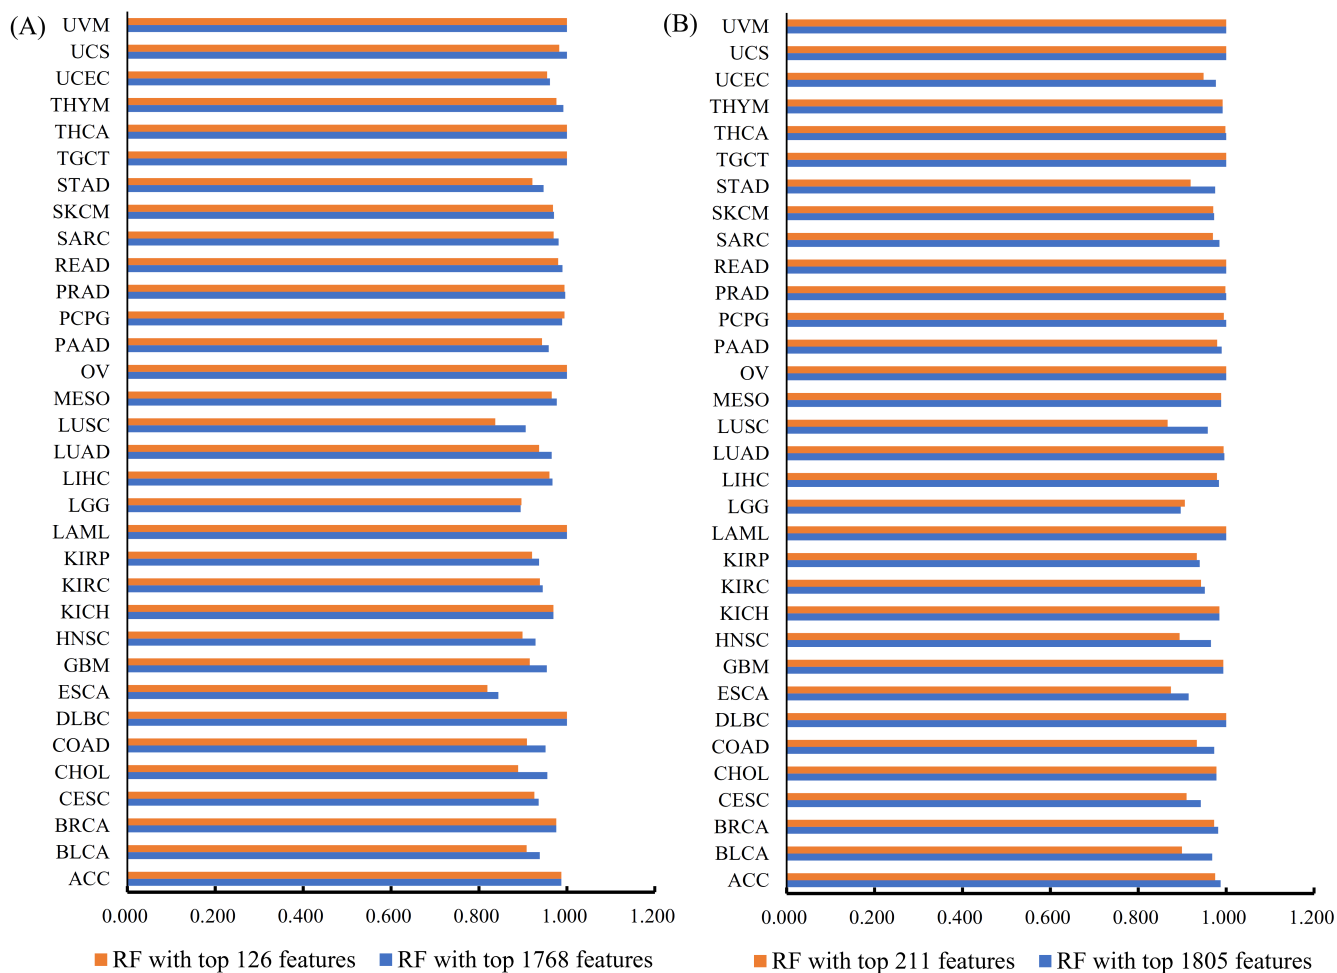 (A)
UVM
UCS
UCEC
THYM
THCA
TGCT
STAD
SKCM
SARC
READ
PRAD
PCPG
PAAD
OV
MESO
LUSC
LUAD
LIHC
LGG
LAML
KIRP
KIRC
KICH
HNSC
GBM
ESCA
DLBC
COAD
CHOL
CESC
BRCA
BLCA
ACC
0.000 0.200 0.400 0.600 0.800 1.000 1.200
RF with top 126 features RF with top 1768 features
(B)
UVM
UCS
UCEC
THYM
THCA
TGCT
STAD
SKCM
SARC
READ
PRAD
PCPG
PAAD
OV
MESO
LUSC
LUAD
LIHC
LGG
LAML
KIRP
KIRC
KICH
HNSC
GBM
ESCA
DLBC
COAD
CHOL
CESC
BRCA
BLCA
ACC
0.000 0.200 0.400 0.600 0.800 1.000 1.200
RF with top 211 features RF with top 1805 features